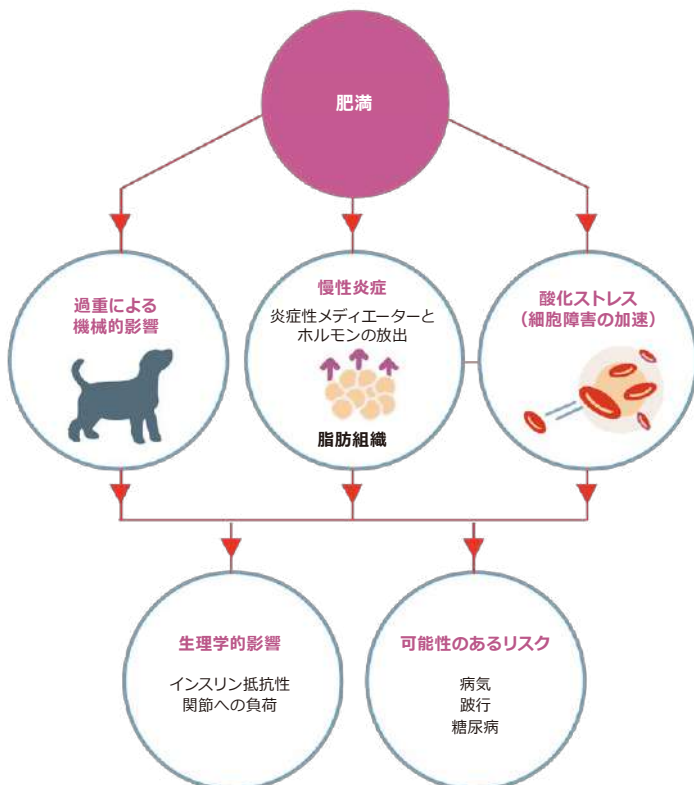 肥満
過重による
機械的影響
慢性炎症
炎症性メディエーターと
ホルモンの放出
脂肪組織
酸化ストレス
（細胞障害の加速）
生理学的影響
インスリン抵抗性
関節への負荷
可能性のあるリスク
病気
跛行
糖尿病